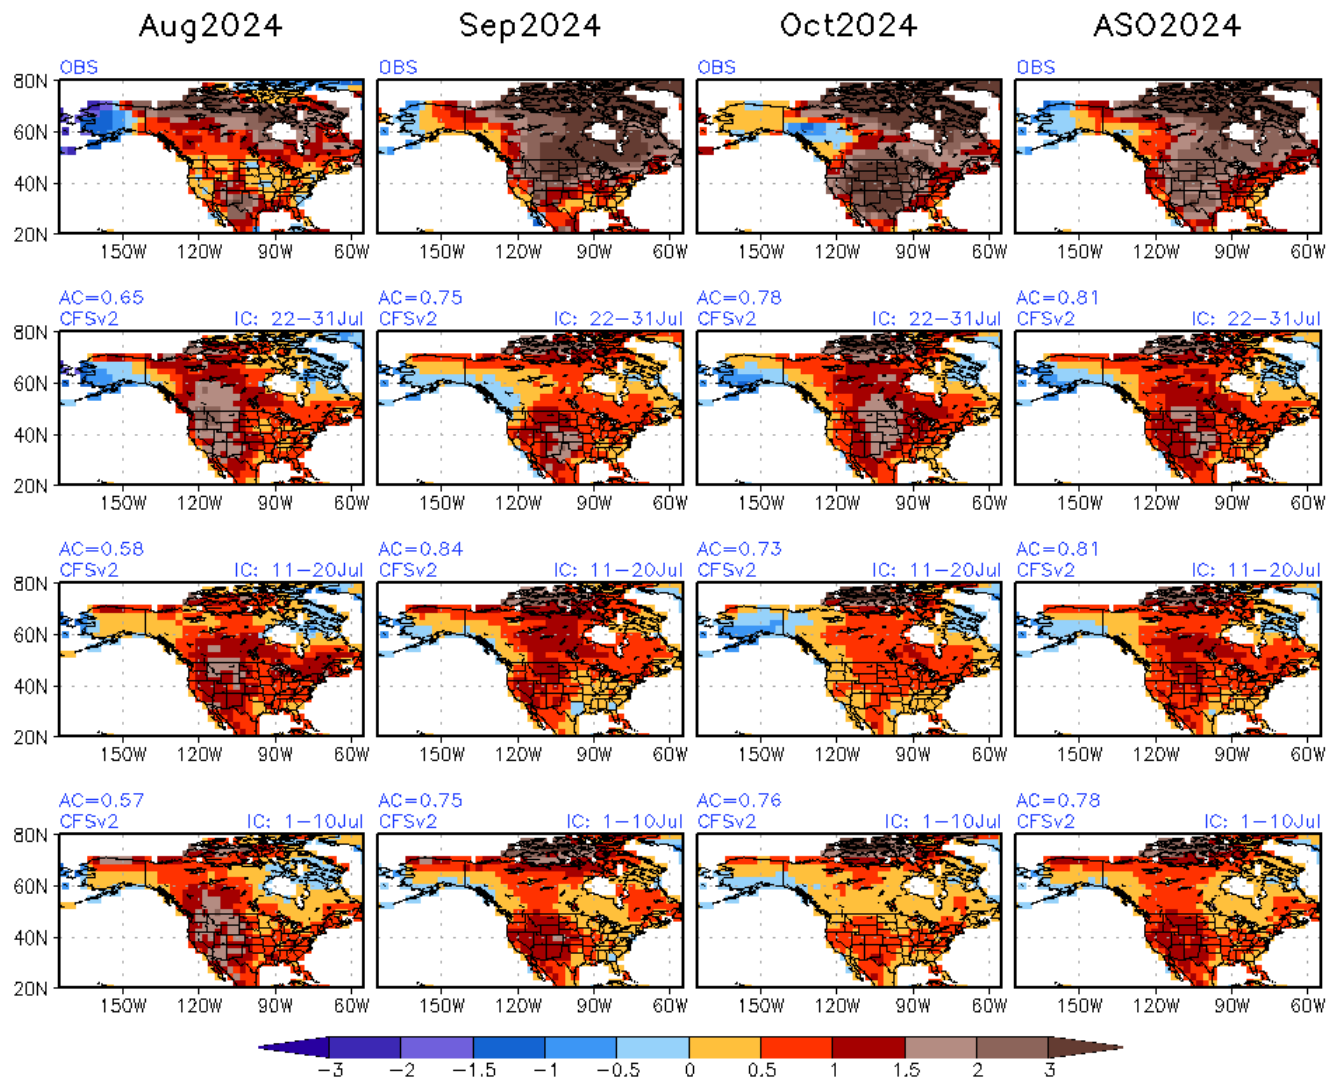 Aug2024 Sep2024 Oct2024 ASO2024
OBS OBS OBS OBS
80N
60N
40N
20N
150W 120W 90W 60W 150W 120W 90W 60W 150W 120W 90W 60W 150W 120W 90W 60W
AC=0.65 AC=0.75 AC=0.78 AC=0.81
CFSv2 IC: 22-31Jul CFSv2 IC: 22-31Jul CFSv2 IC: 22-31Jul CFSv2 IC: 22-31Jul
80N
60N
40N
20N
150W 120W 90W 60W 150W 120W 90W 60W 150W 120W 90W 60W 150W 120W 90W 60W
AC=0.58 AC=0.84 AC=0.73 AC=0.81
CFSv2 IC: 11-20Jul CFSv2 IC: 11-20Jul CFSv2 IC: 11-20Jul CFSv2 IC: 11-20Jul
80N
60N
40N
20N
150W 120W 90W 60W 150W 120W 90W 60W 150W 120W 90W 60W 150W 120W 90W 60W
AC=0.57 AC=0.75 AC=0.76 AC=0.78
CFSv2 IC: 1-10Jul CFSv2 IC: 1-10Jul CFSv2 IC: 1-10Jul CFSv2 IC: 1-10Jul
80N
60N
40N
20N
150W 120W 90W 60W 150W 120W 90W 60W 150W 120W 90W 60W 150W 120W 90W 60W
-3 -2 -1.5 -1 -0.5 0 0.5 1 1.5 2 3